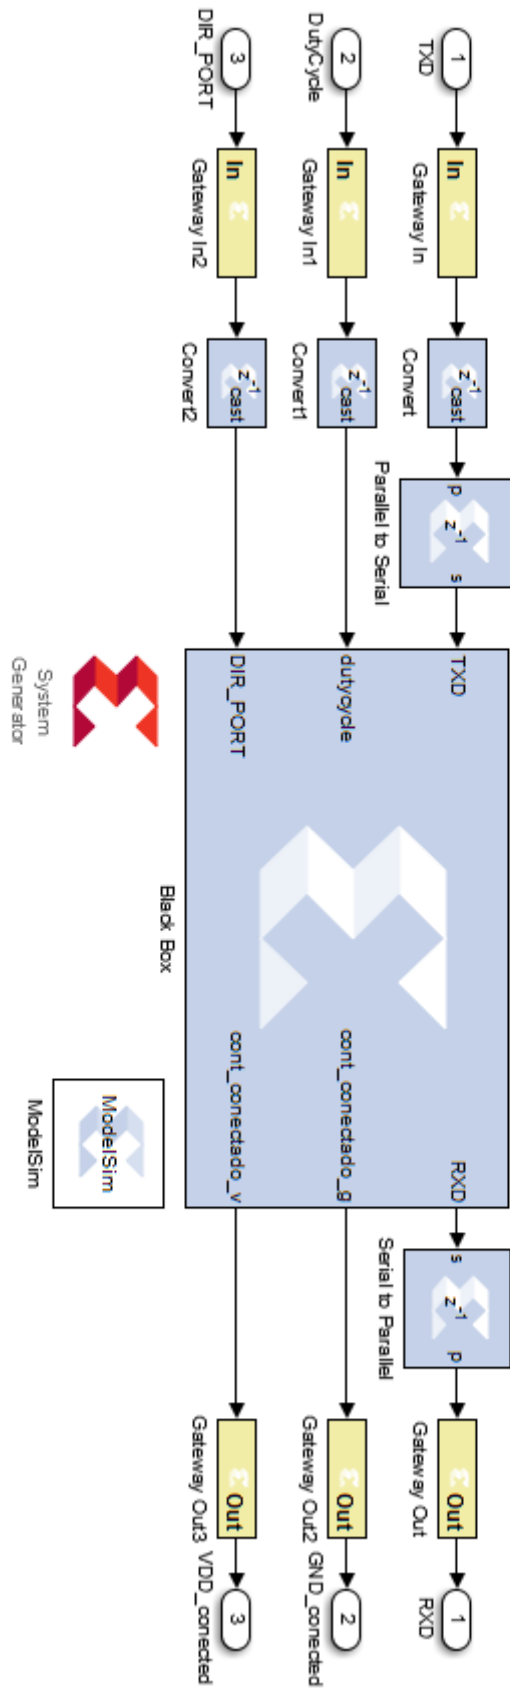 1
TXD
In
Gateway In
z⁻¹ cast
Convert
p z⁻¹ s
Parallel to Serial
2
DutyCycle
In
Gateway In1
z⁻¹ cast
Convert1
3
DIR_PORT
In
Gateway In2
z⁻¹ cast
Convert2
TXD
RXD
dutycycle
cont_conectado_g
DIR_PORT
cont_conectado_v
Black Box
s z⁻¹ p
Serial to Parallel
Out
Gateway Out
1
RXD
Out
Gateway Out2
2
GND_conected
Out
Gateway Out3
3
VDD_conected
System
Generator
ModelSim
ModelSim